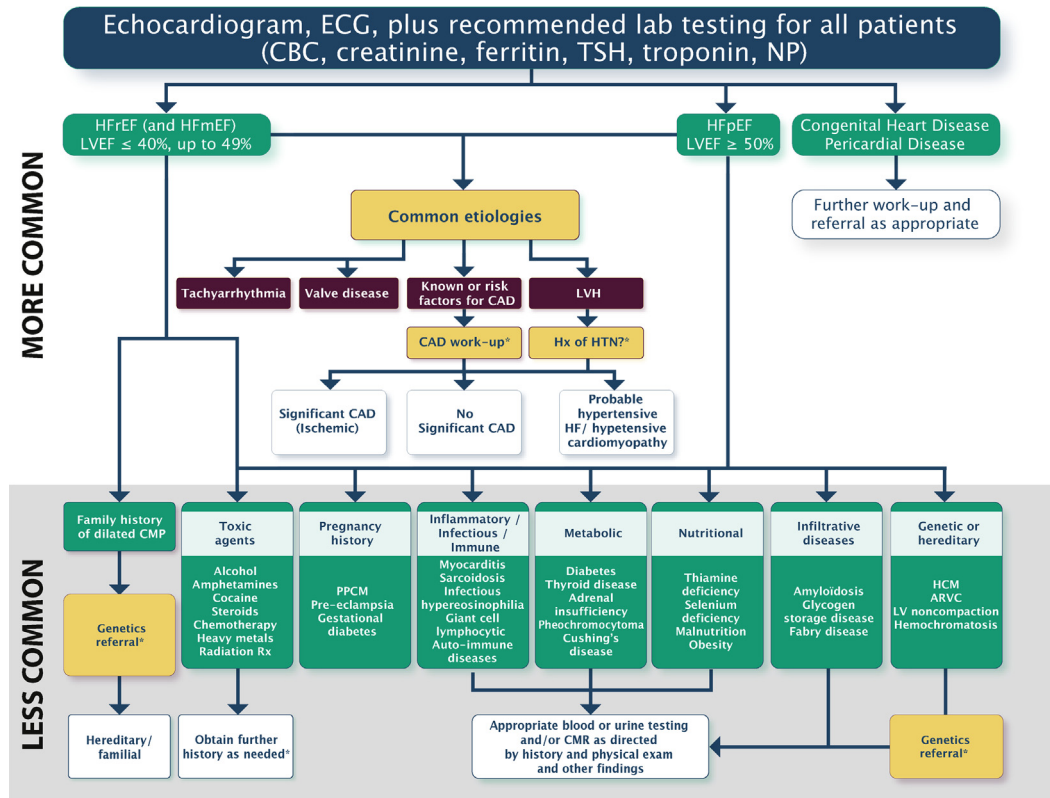 Echocardiogram, ECG, plus recommended lab testing for all patients
(CBC, creatinine, ferritin, TSH, troponin, NP)
MORE COMMON
HFrEF (and HFmEF)
LVEF ≤ 40%, up to 49%
HFpEF
LVEF ≥ 50%
Congenital Heart Disease
Pericardial Disease
Further work-up and
referral as appropriate
Common etiologies
Tachyarrhythmia
Valve disease
Known or risk
factors for CAD
LVH
CAD work-up*
Hx of HTN?*
Significant CAD
(Ischemic)
No
Significant CAD
Probable
hypertensive
HF/ hypetensive
cardiomyopathy
LESS COMMON
Family history
of dilated CMP
Genetics
referral*
Hereditary/
familial
Toxic
agents
Alcohol
Amphetamines
Cocaine
Steroids
Chemotherapy
Heavy metals
Radiation Rx
Obtain further
history as needed*
Pregnancy
history
PPCM
Pre-eclampsia
Gestational
diabetes
Inflammatory /
Infectious /
Immune
Myocarditis
Sarcoidosis
Infectious
hypereosinophilia
Giant cell
lymphocytic
Auto-immune
diseases
Metabolic
Diabetes
Thyroid disease
Adrenal
insufficiency
Pheochromocytoma
Cushing's
disease
Nutritional
Thiamine
deficiency
Selenium
deficiency
Malnutrition
Obesity
Infiltrative
diseases
Amyloïdosis
Glycogen
storage disease
Fabry disease
Genetic or
hereditary
HCM
ARVC
LV noncompaction
Hemochromatosis
Appropriate blood or urine testing
and/or CMR as directed
by history and physical exam
and other findings
Genetics
referral*